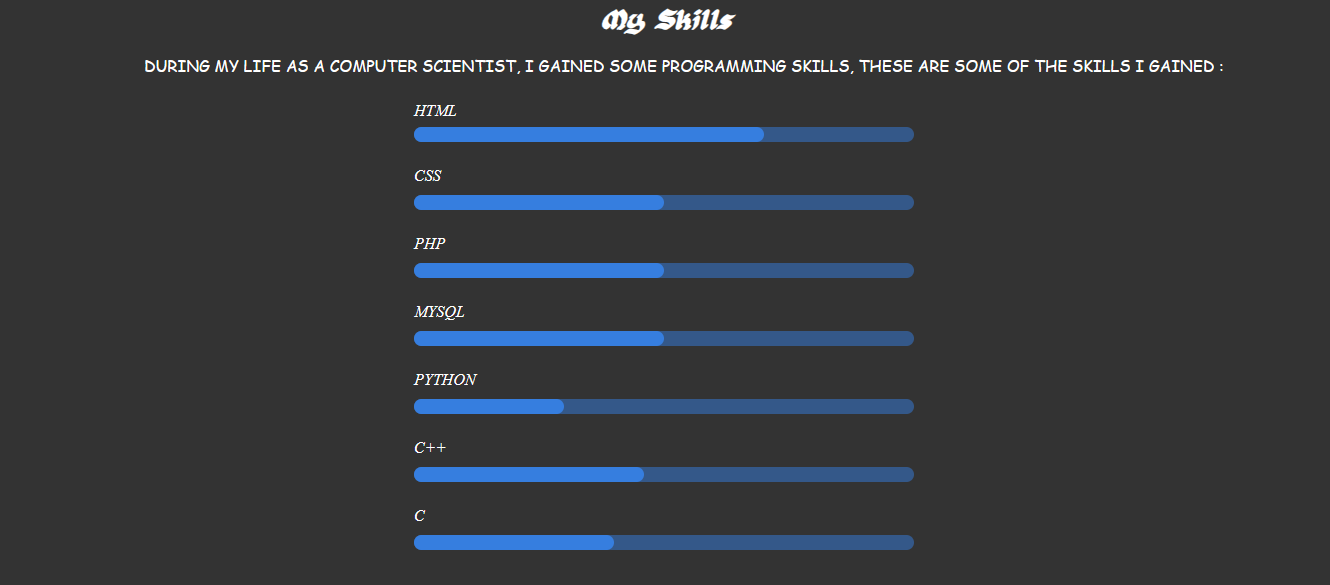 My Skills
DURING MY LIFE AS A COMPUTER SCIENTIST, I GAINED SOME PROGRAMMING SKILLS, THESE ARE SOME OF THE SKILLS I GAINED :
HTML
CSS
PHP
MYSQL
PYTHON
C++
C